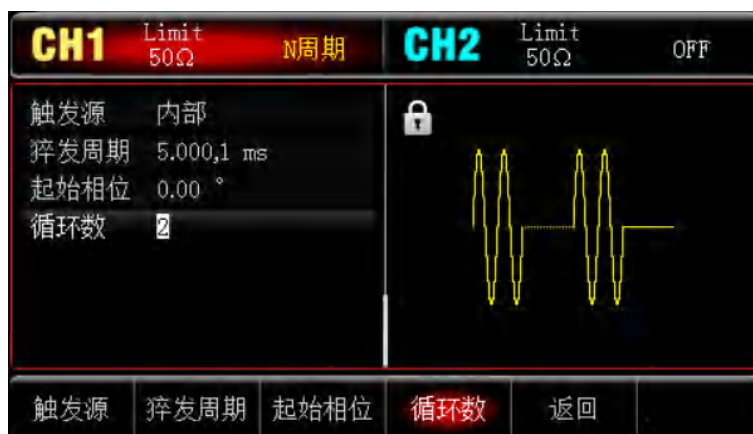 CH1 Limit 50Ω N周期 CH2 Limit 50Ω OFF
触发源 内部
猝发周期 5.000,1 ms
起始相位 0.00 °
循环数 2
触发源 猝发周期 起始相位 循环数 返回